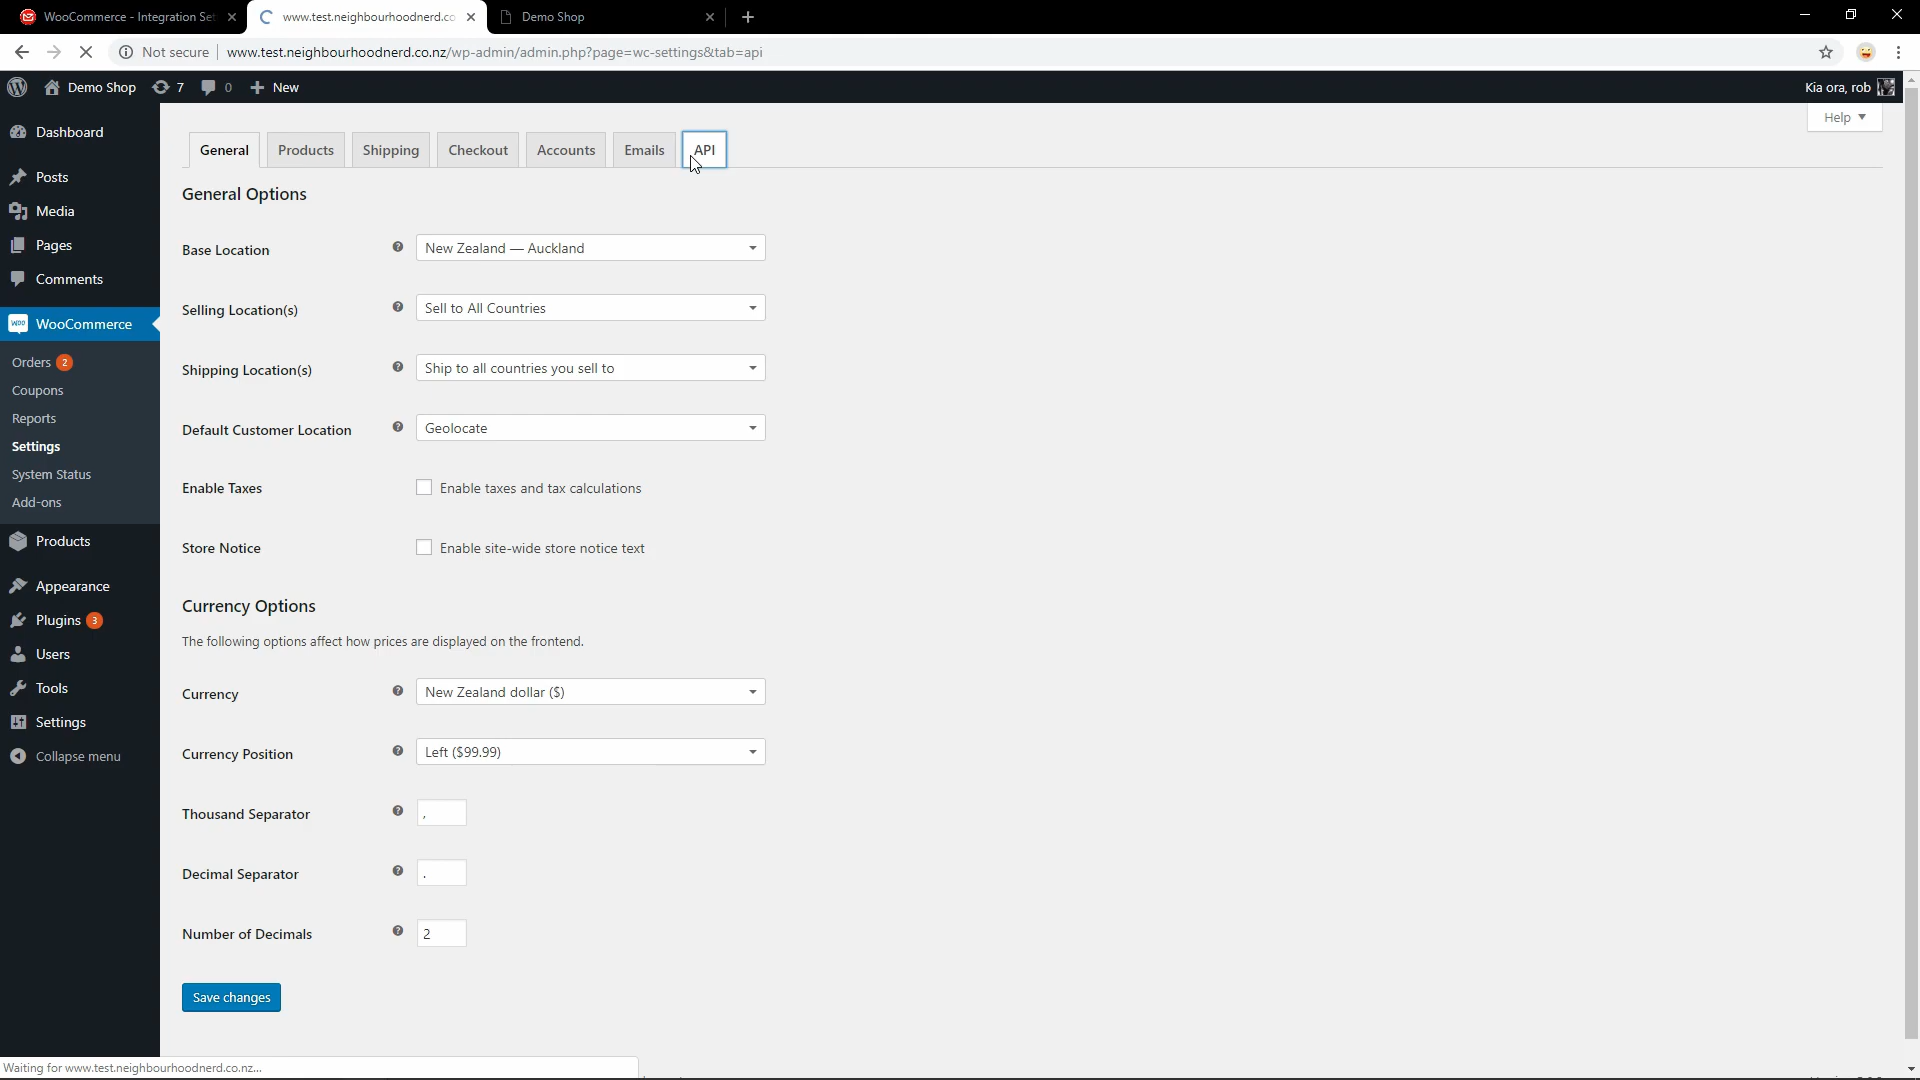 WooCommerce - Integration Set
www.test.neighbourhoodnerd.co
Demo Shop
Not secure
www.test.neighbourhoodnerd.co.nz/wp-admin/admin.php?page=wc-settings&tab=api
Demo Shop
7
0
New
Kia ora, rob
Help
Dashboard
Posts
Media
Pages
Comments
WooCommerce
Orders 2
Coupons
Reports
Settings
System Status
Add-ons
Products
Appearance
Plugins 3
Users
Tools
Settings
Collapse menu
General
Products
Shipping
Checkout
Accounts
Emails
API
General Options
Base Location
New Zealand — Auckland
Selling Location(s)
Sell to All Countries
Shipping Location(s)
Ship to all countries you sell to
Default Customer Location
Geolocate
Enable Taxes
Enable taxes and tax calculations
Store Notice
Enable site-wide store notice text
Currency Options
The following options affect how prices are displayed on the frontend.
Currency
New Zealand dollar ($)
Currency Position
Left ($99.99)
Thousand Separator
,
Decimal Separator
.
Number of Decimals
2
Save changes
Waiting for www.test.neighbourhoodnerd.co.nz...